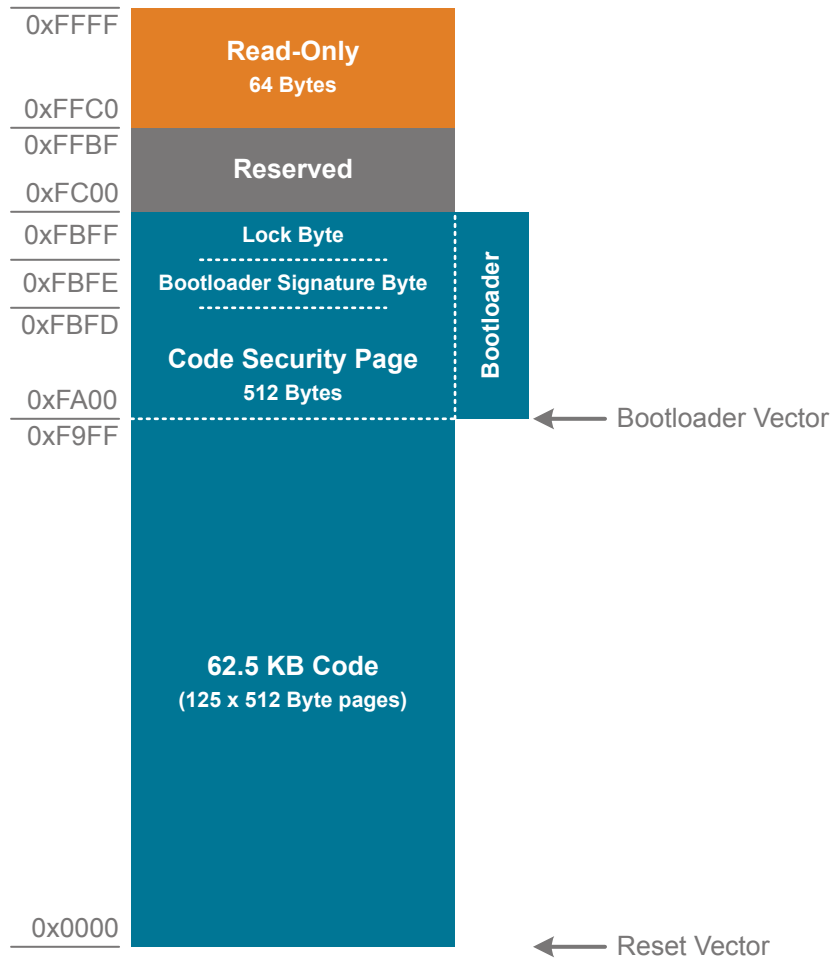 0xFFFF
Read-Only
64 Bytes
0xFFC0
0xFFBF
Reserved
0xFC00
0xFBFF
Lock Byte
0xFBFE
Bootloader Signature Byte
0xFBFD
Code Security Page
512 Bytes
0xFA00
Bootloader
Bootloader Vector
0xF9FF
62.5 KB Code
(125 x 512 Byte pages)
0x0000
Reset Vector